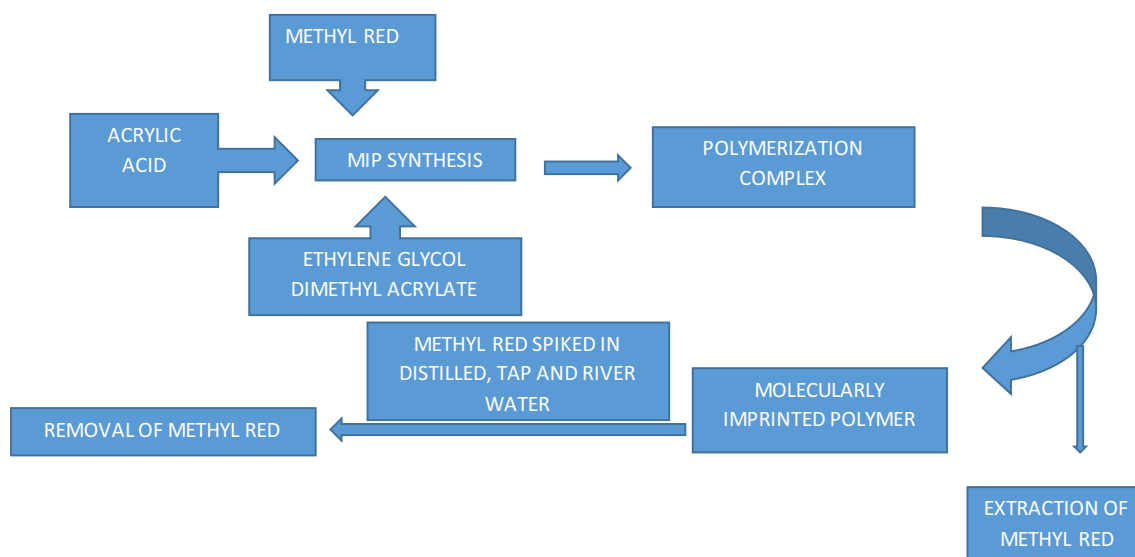 METHYL RED
ACRYLIC
ACID
MIP SYNTHESIS
POLYMERIZATION
COMPLEX
ETHYLENE GLYCOL
DIMETHYL ACRYLATE
METHYL RED SPIKED IN
DISTILLED, TAP AND RIVER
WATER
MOLECULARLY
IMPRINTED POLYMER
REMOVAL OF METHYL RED
EXTRACTION OF
METHYL RED